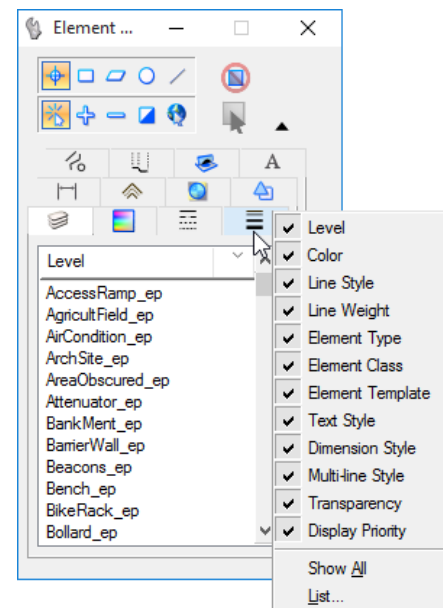 Element ...
A
Level
AccessRamp_ep
AgricultField_ep
AirCondition_ep
ArchSite_ep
AreaObscured_ep
Attenuator_ep
BankMent_ep
BarrierWall_ep
Beacons_ep
Bench_ep
BikeRack_ep
Bollard_ep
Level
Color
Line Style
Line Weight
Element Type
Element Class
Element Template
Text Style
Dimension Style
Multi-line Style
Transparency
Display Priority
Show All
List...